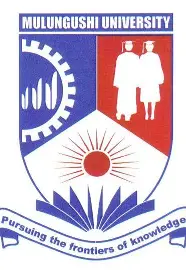 MULUNGUSHI UNIVERSITY
Pursuing the frontiers of knowledge